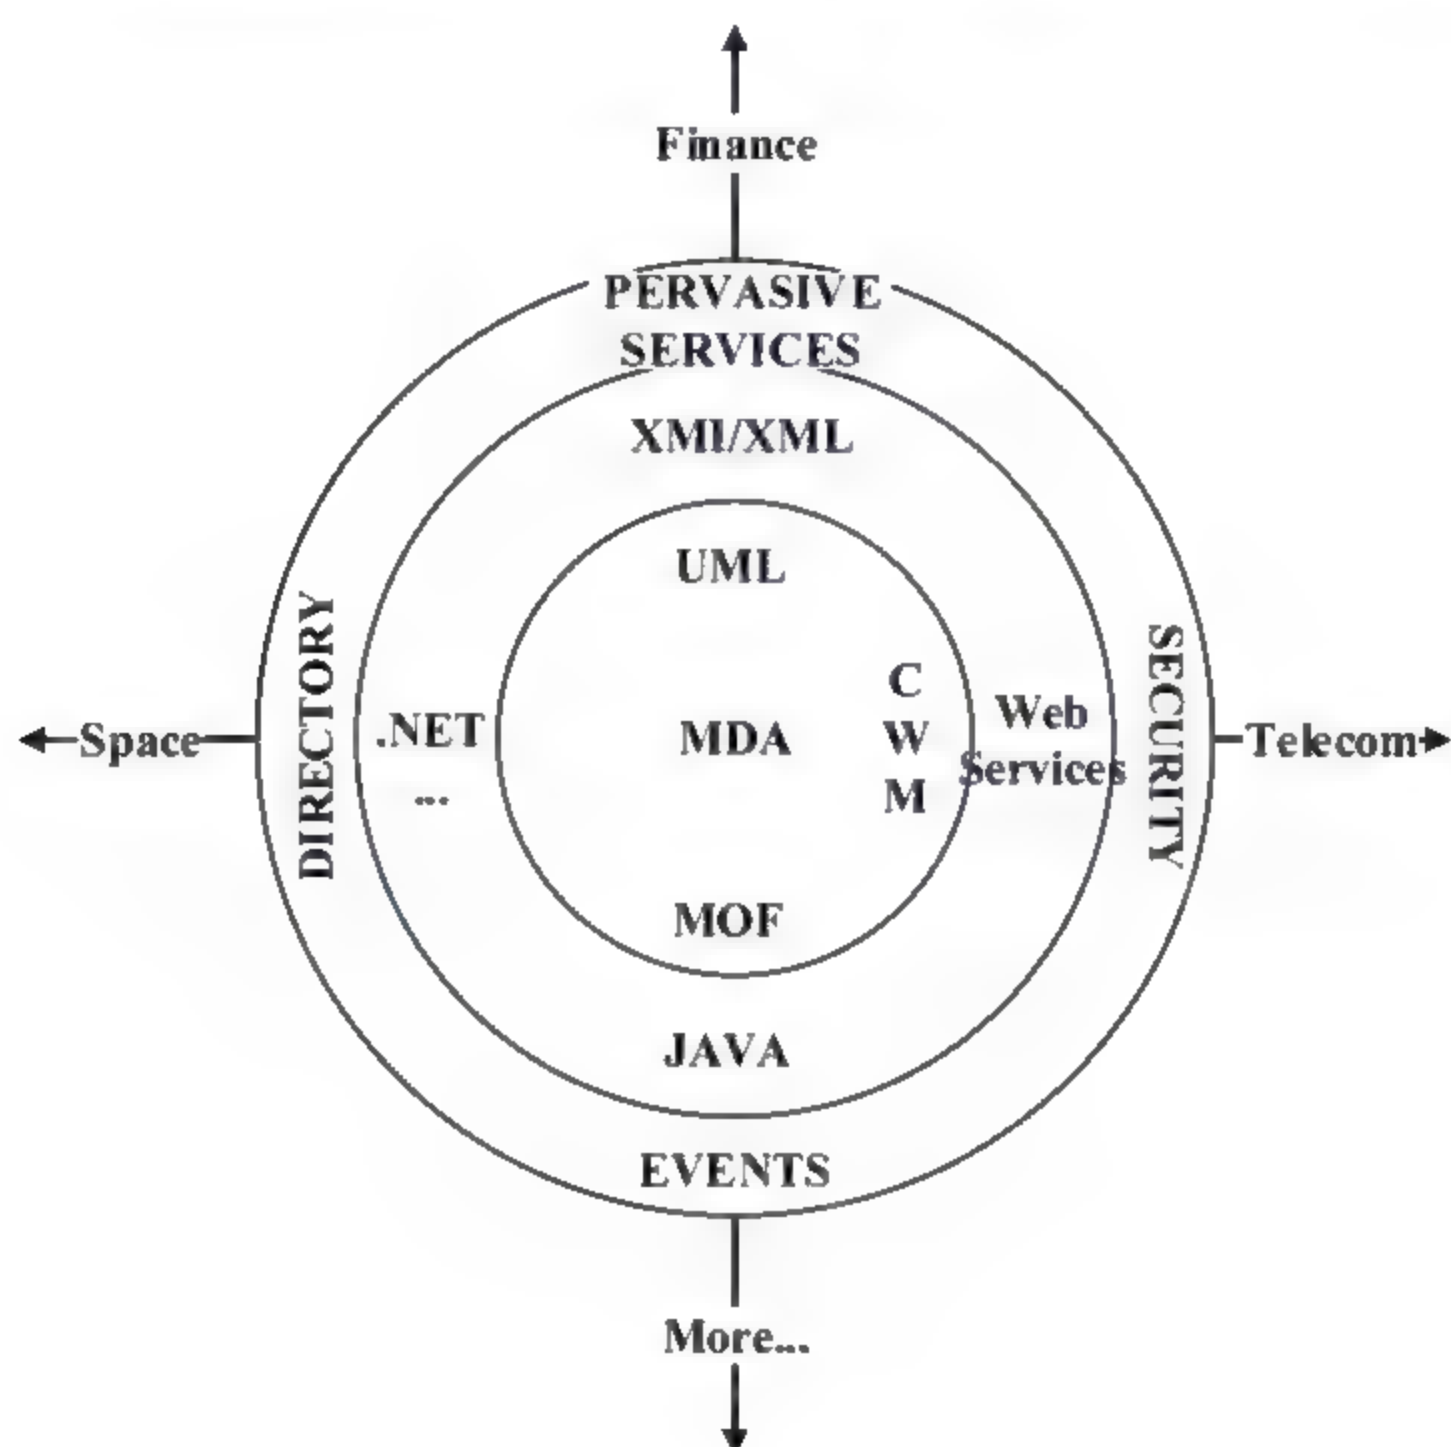 Finance
PERVASIVE
SERVICES
XMI/XML
UML
DIRECTORY
SECURITY
C
W
M
Web
Services
.NET
...
MDA
Space
Telecom
MOF
JAVA
EVENTS
More...